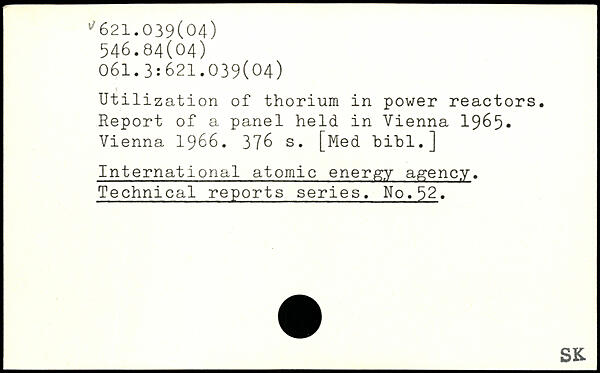 621.039(04)
546.84(04)
061.3:621.039(04)
Utilization of thorium in power reactors.
Report of a panel held in Vienna 1965.
Vienna 1966. 376 s. [Med bibl.]
International atomic energy agency.
Technical reports series. No.52.
SK